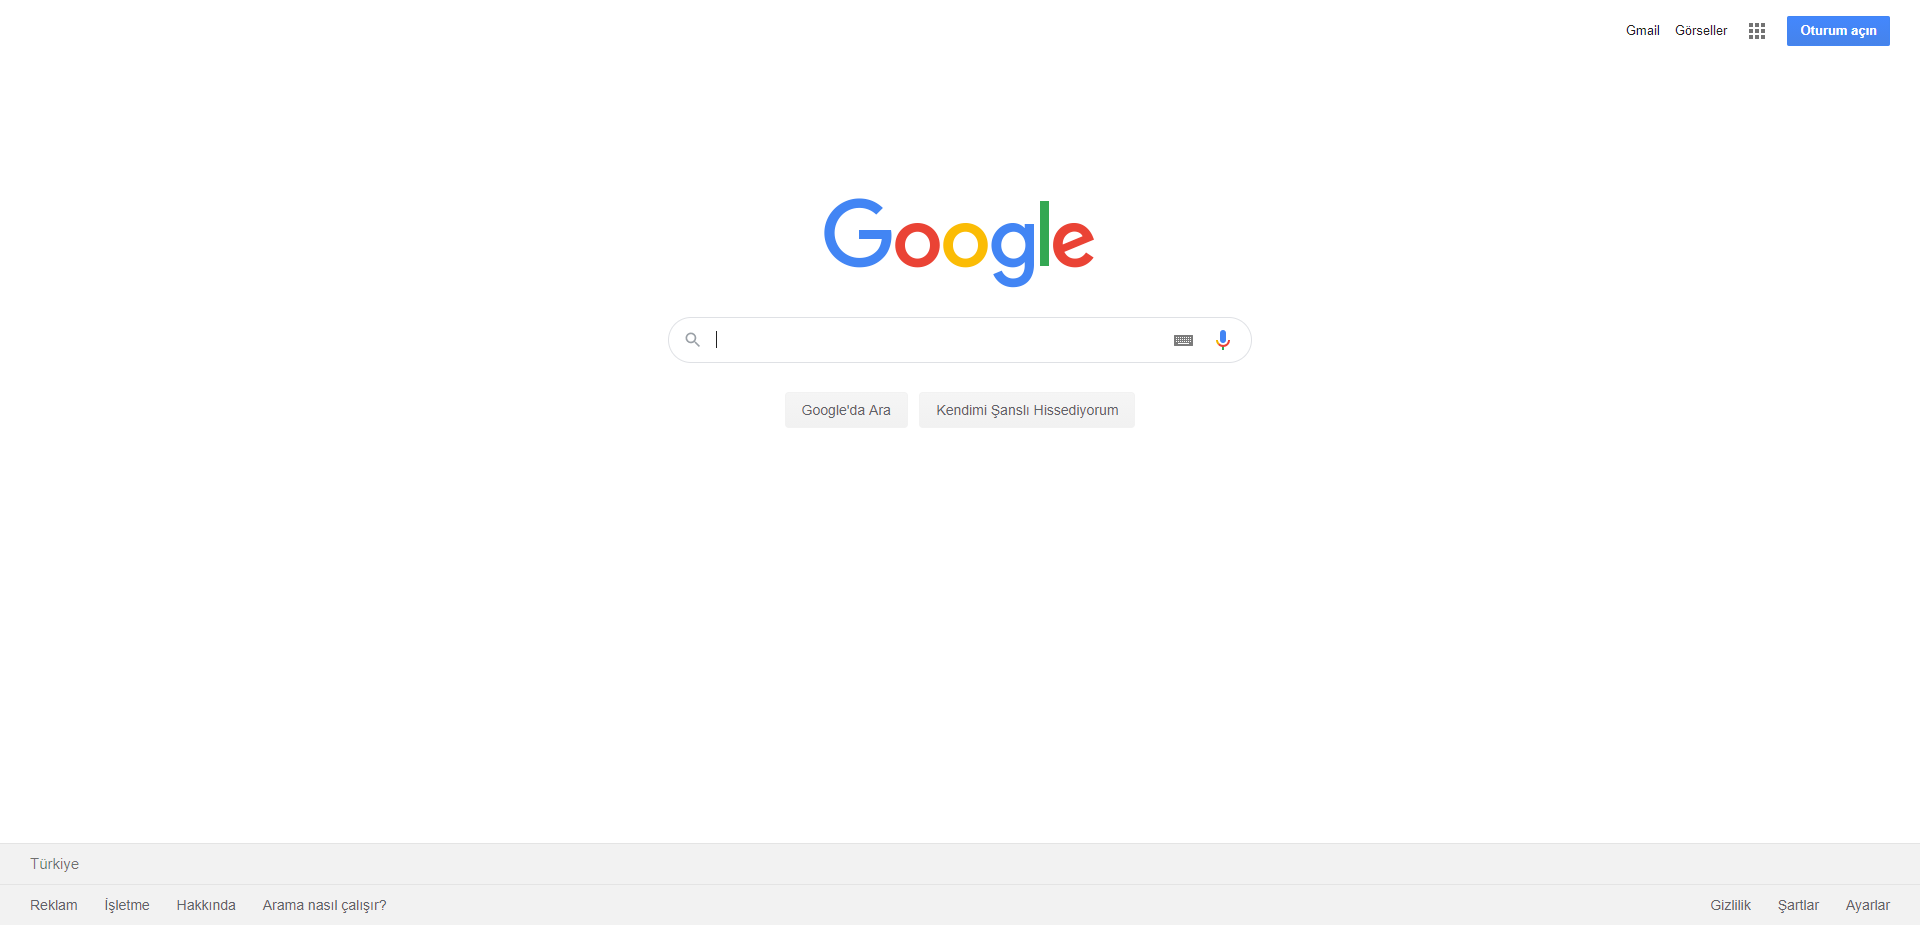 Gmail Görseller Oturum açın
Google
Google'da Ara Kendimi Şanslı Hissediyorum
Türkiye
Reklam İşletme Hakkında Arama nasıl çalışır? Gizlilik Şartlar Ayarlar